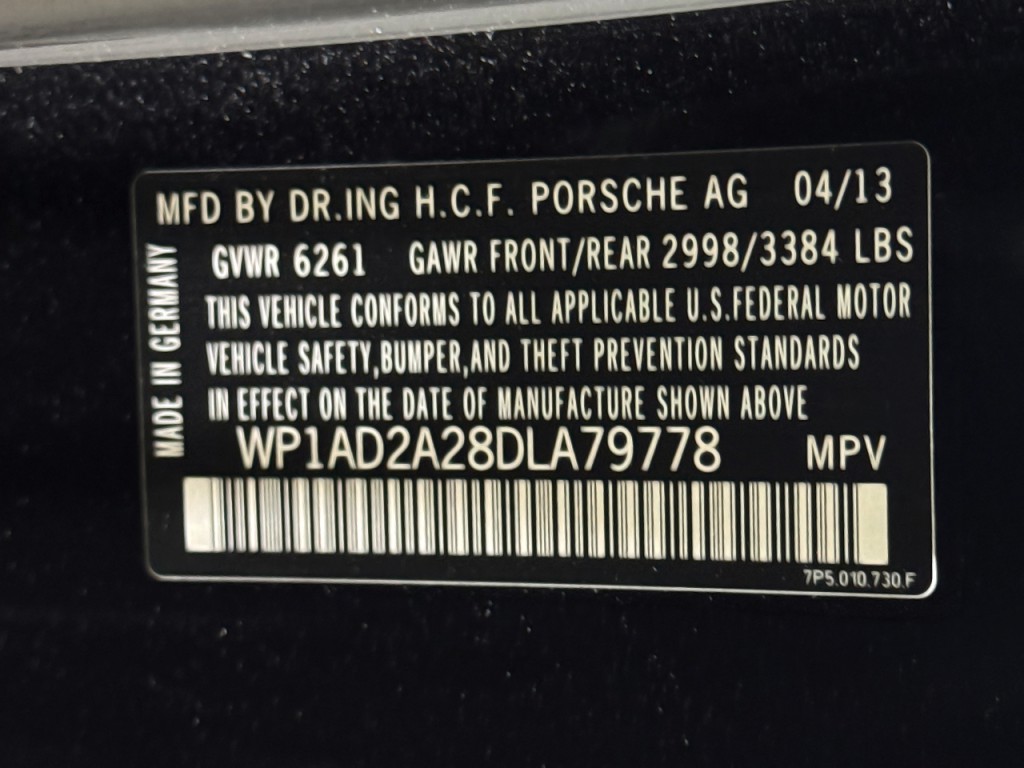 MFD BY DR.ING H.C.F. PORSCHE AG 04/13
GVWR 6261 GAWR FRONT/REAR 2998/3384 LBS
THIS VEHICLE CONFORMS TO ALL APPLICABLE U.S.FEDERAL MOTOR
VEHICLE SAFETY,BUMPER,AND THEFT PREVENTION STANDARDS
IN EFFECT ON THE DATE OF MANUFACTURE SHOWN ABOVE
WP1AD2A28DLA79778 MPV
7P5.010.730.F
MADE IN GERMANY